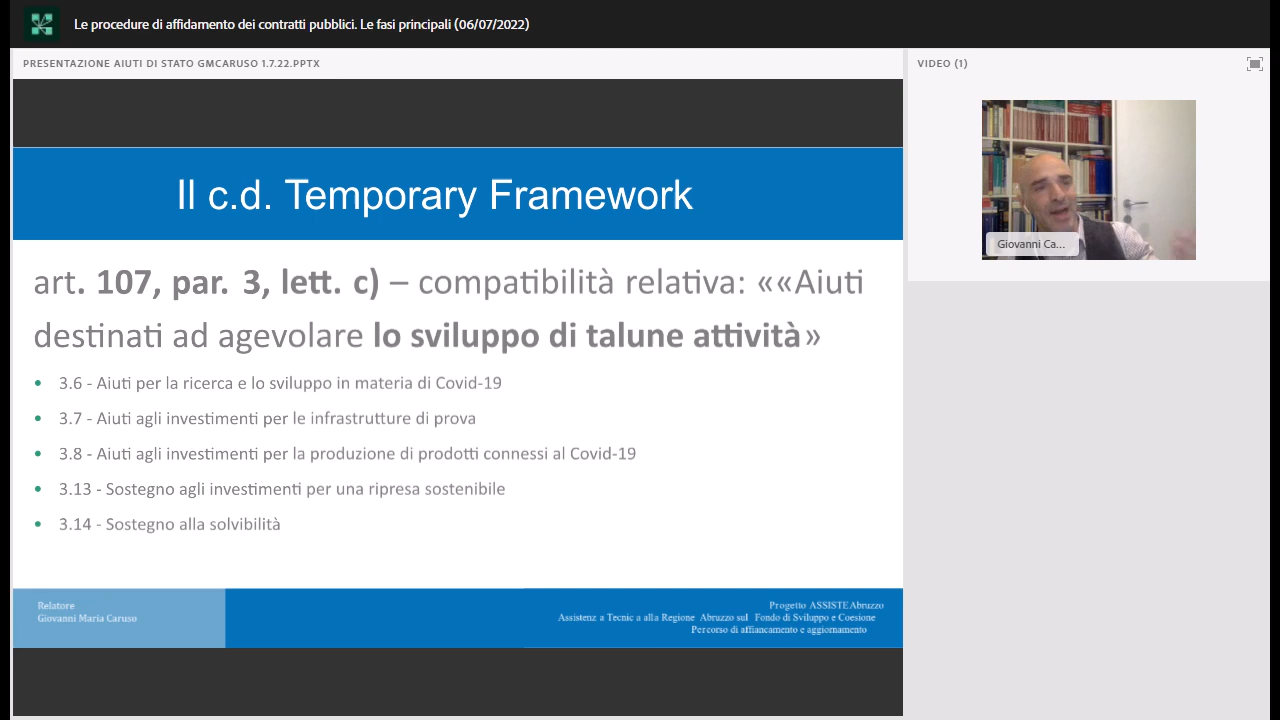 Le procedure di affidamento dei contratti pubblici. Le fasi principali (06/07/2022)
PRESENTAZIONE AIUTI DI STATO GMCARUSO 1.7.22.PPTX
VIDEO (1)
Il c.d. Temporary Framework
art. 107, par. 3, lett. c) – compatibilità relativa: ««Aiuti
destinati ad agevolare lo sviluppo di talune attività»
• 3.6 - Aiuti per la ricerca e lo sviluppo in materia di Covid-19
• 3.7 - Aiuti agli investimenti per le infrastrutture di prova
• 3.8 - Aiuti agli investimenti per la produzione di prodotti connessi al Covid-19
• 3.13 - Sostegno agli investimenti per una ripresa sostenibile
• 3.14 - Sostegno alla solvibilità
Giovanni Ca...
Relatore
Giovanni Maria Caruso
Progetto ASSISTEAbruzzo
Assistenz a Tecnic a alla Regione Abruzzo sul Fondo di Sviluppo e Coesione
Percorso di affiancamento e aggiornamento